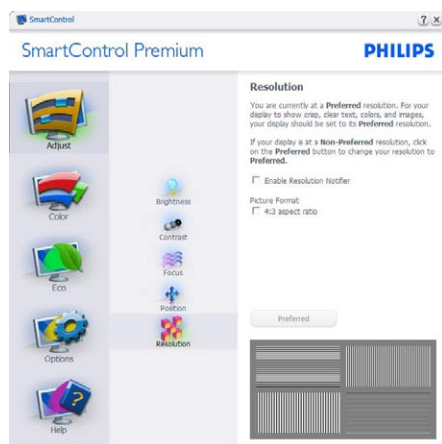 SmartControl
SmartControl Premium
PHILIPS
Adjust
Color
Eco
Options
Help
Brightness
Contrast
Focus
Position
Resolution
Resolution
You are currently at a Preferred resolution. For your
display to show crisp, clear text, colors, and images,
your display should be set to its Preferred resolution.
If your display is at a Non-Preferred resolution, click
on the Preferred button to change your resolution to
Preferred.
Enable Resolution Notifier
Picture Format
4:3 aspect ratio
Preferred